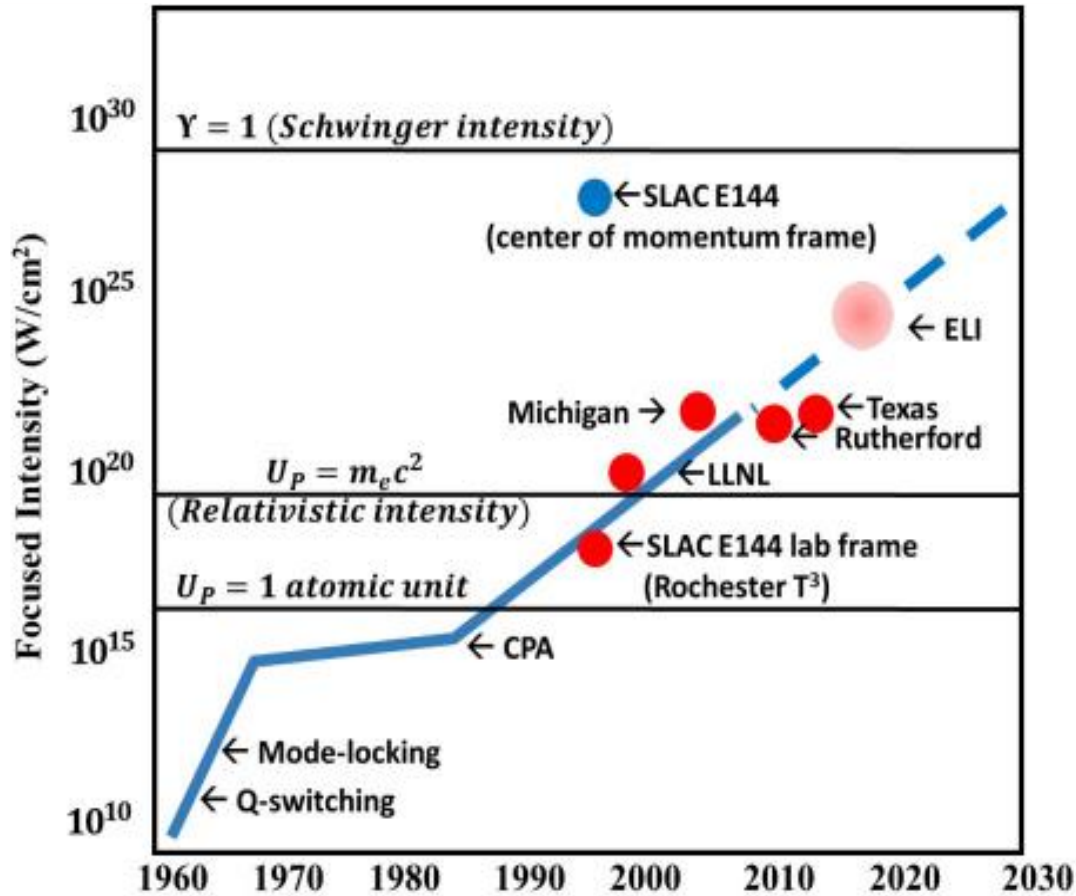 10³⁰
ϒ = 1 (Schwinger intensity)
←SLAC E144
(center of momentum frame)
10²⁵
← ELI
Michigan →
←Texas
← Rutherford
10²⁰
U_P = mₑc²
←LLNL
(Relativistic intensity)
←SLAC E144 lab frame
(Rochester T³)
U_P = 1 atomic unit
10¹⁵
← CPA
← Mode-locking
← Q-switching
10¹⁰
Focused Intensity (W/cm²)
1960 1970 1980 1990 2000 2010 2020 2030